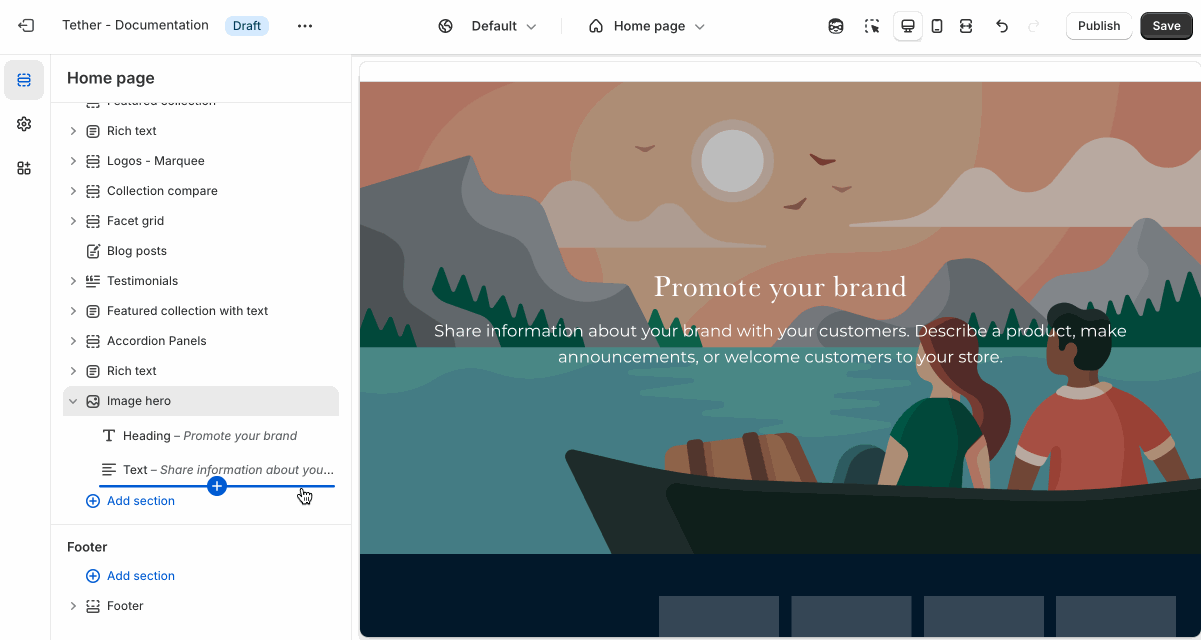 Tether - Documentation
Draft
Default
Home page
Publish
Save
Home page
Featured collection
Rich text
Logos - Marquee
Collection compare
Facet grid
Blog posts
Testimonials
Featured collection with text
Accordion Panels
Rich text
Image hero
Heading – Promote your brand
Text – Share information about you...
Add section
Footer
Add section
Footer
Promote your brand
Share information about your brand with your customers. Describe a product, make
announcements, or welcome customers to your store.